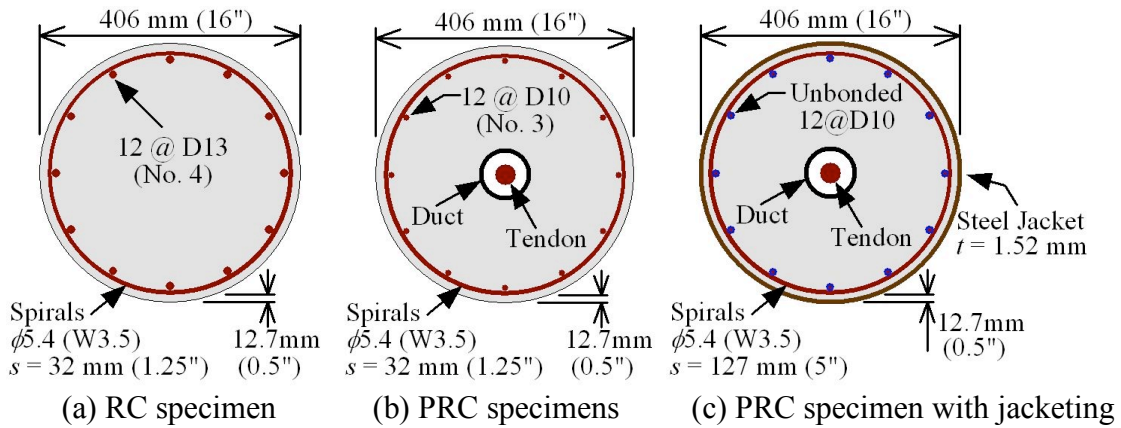 406 mm (16")
12 @ D13
(No. 4)
Spirals
ϕ5.4 (W3.5)
s = 32 mm (1.25")
12.7mm
(0.5")
(a) RC specimen
406 mm (16")
12 @ D10
(No. 3)
Duct
Tendon
Spirals
ϕ5.4 (W3.5)
s = 32 mm (1.25")
12.7mm
(0.5")
(b) PRC specimens
406 mm (16")
Unbonded
12@D10
Duct
Tendon
Steel Jacket
t = 1.52 mm
Spirals
ϕ5.4 (W3.5)
s = 127 mm (5")
12.7mm
(0.5")
(c) PRC specimen with jacketing